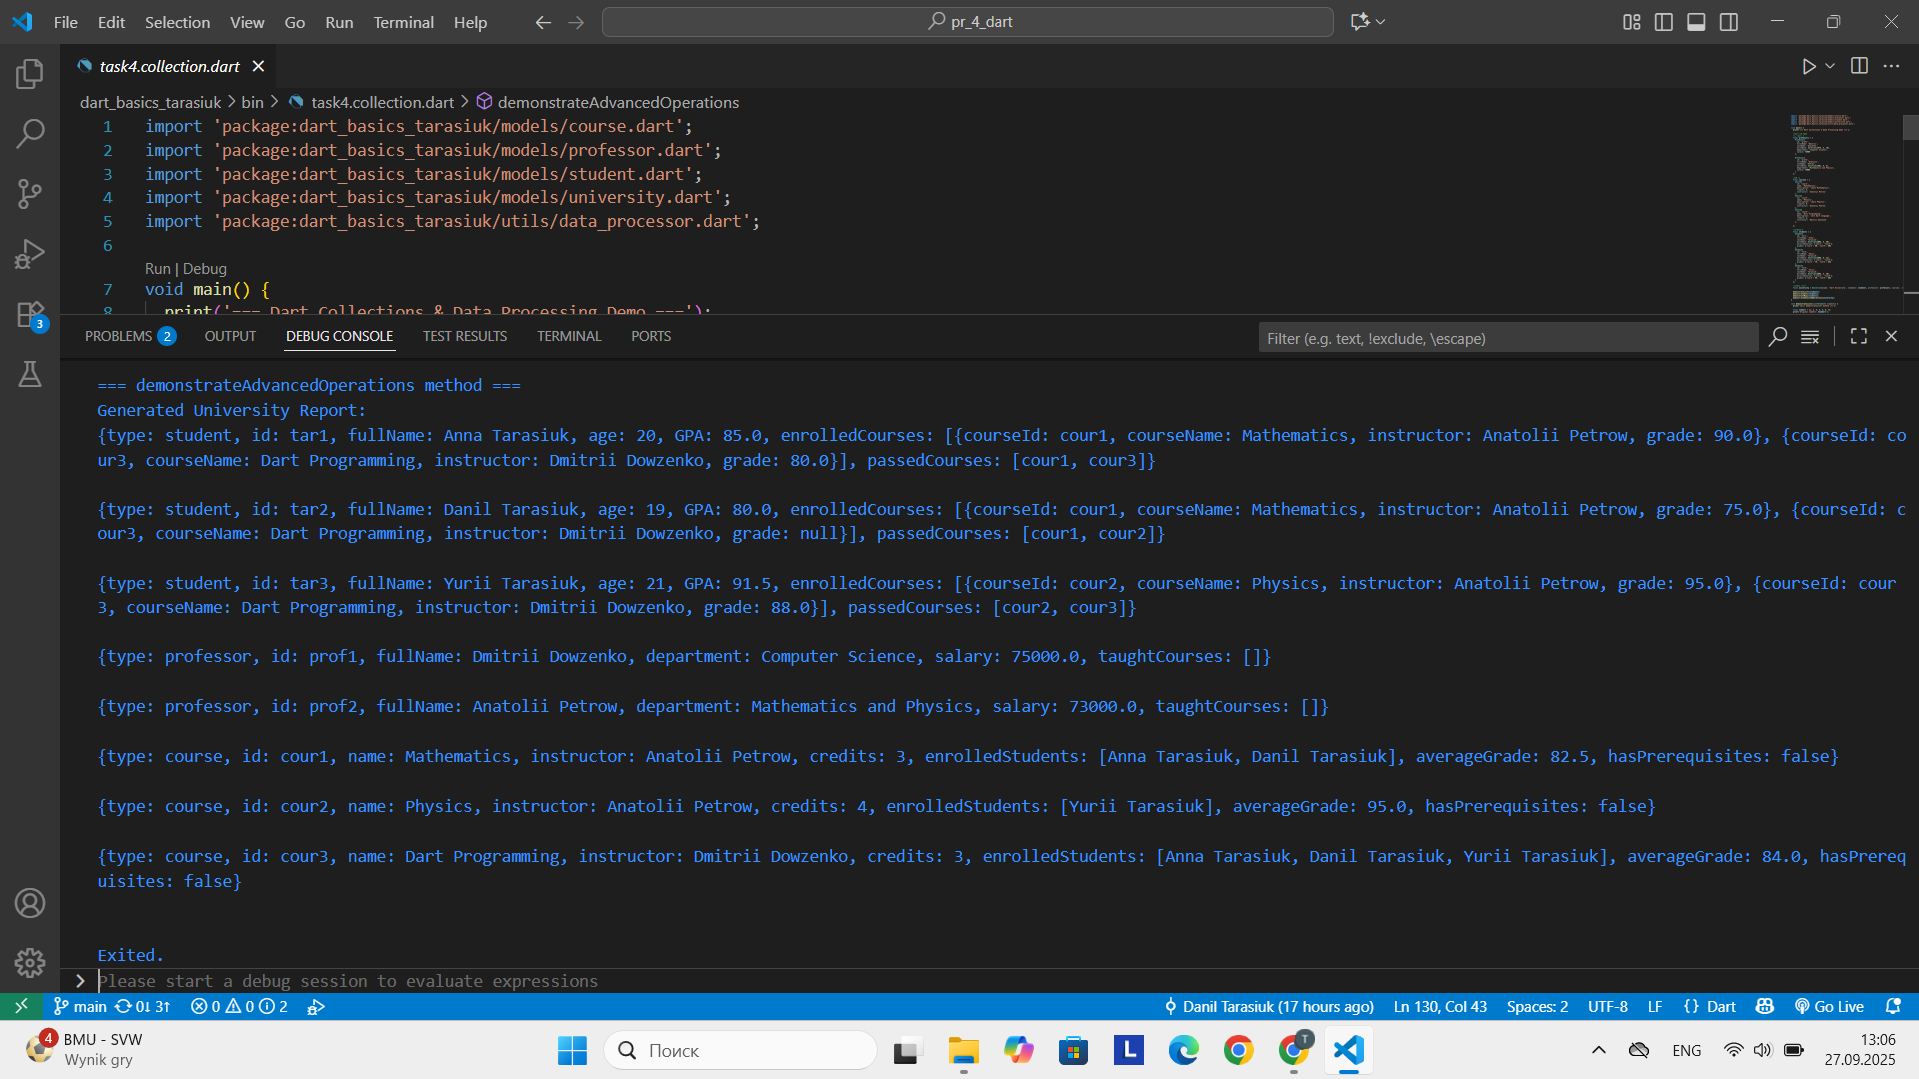 File Edit Selection View Go Run Terminal Help
pr_4_dart
task4.collection.dart
dart_basics_tarasiuk > bin > task4.collection.dart > demonstrateAdvancedOperations
1 import 'package:dart_basics_tarasiuk/models/course.dart';
2 import 'package:dart_basics_tarasiuk/models/professor.dart';
3 import 'package:dart_basics_tarasiuk/models/student.dart';
4 import 'package:dart_basics_tarasiuk/models/university.dart';
5 import 'package:dart_basics_tarasiuk/utils/data_processor.dart';
6
Run | Debug
7 void main() {
8 print('=== Dart Collections & Data Processing Demo ===');
3
PROBLEMS 2 OUTPUT DEBUG CONSOLE TEST RESULTS TERMINAL PORTS
Filter (e.g. text, !exclude, \escape)
=== demonstrateAdvancedOperations method ===
Generated University Report:
{type: student, id: tar1, fullName: Anna Tarasiuk, age: 20, GPA: 85.0, enrolledCourses: [{courseId: cour1, courseName: Mathematics, instructor: Anatolii Petrow, grade: 90.0}, {courseId: co
ur3, courseName: Dart Programming, instructor: Dmitrii Dowzenko, grade: 80.0}], passedCourses: [cour1, cour3]}
{type: student, id: tar2, fullName: Danil Tarasiuk, age: 19, GPA: 80.0, enrolledCourses: [{courseId: cour1, courseName: Mathematics, instructor: Anatolii Petrow, grade: 75.0}, {courseId: c
our3, courseName: Dart Programming, instructor: Dmitrii Dowzenko, grade: null}], passedCourses: [cour1, cour2]}
{type: student, id: tar3, fullName: Yurii Tarasiuk, age: 21, GPA: 91.5, enrolledCourses: [{courseId: cour2, courseName: Physics, instructor: Anatolii Petrow, grade: 95.0}, {courseId: cour
3, courseName: Dart Programming, instructor: Dmitrii Dowzenko, grade: 88.0}], passedCourses: [cour2, cour3]}
{type: professor, id: prof1, fullName: Dmitrii Dowzenko, department: Computer Science, salary: 75000.0, taughtCourses: []}
{type: professor, id: prof2, fullName: Anatolii Petrow, department: Mathematics and Physics, salary: 73000.0, taughtCourses: []}
{type: course, id: cour1, name: Mathematics, instructor: Anatolii Petrow, credits: 3, enrolledStudents: [Anna Tarasiuk, Danil Tarasiuk], averageGrade: 82.5, hasPrerequisites: false}
{type: course, id: cour2, name: Physics, instructor: Anatolii Petrow, credits: 4, enrolledStudents: [Yurii Tarasiuk], averageGrade: 95.0, hasPrerequisites: false}
{type: course, id: cour3, name: Dart Programming, instructor: Dmitrii Dowzenko, credits: 3, enrolledStudents: [Anna Tarasiuk, Danil Tarasiuk, Yurii Tarasiuk], averageGrade: 84.0, hasPrereq
uisites: false}
Exited.
Please start a debug session to evaluate expressions
main 0↓ 3↑ 0 0 2 Danil Tarasiuk (17 hours ago) Ln 130, Col 43 Spaces: 2 UTF-8 LF {} Dart Go Live
4 BMU - SVW
Wynik gry
Поиск
L
T
ENG
13:06
27.09.2025